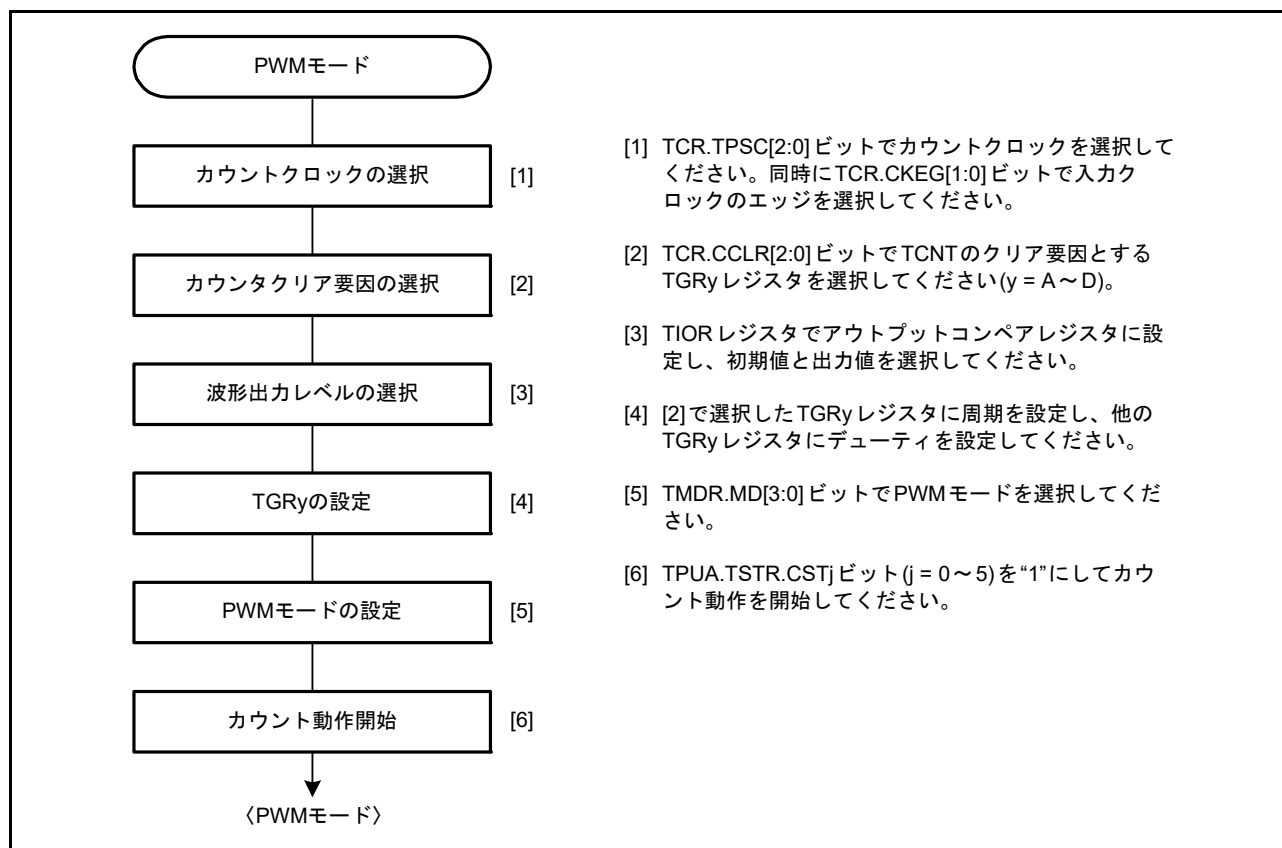 PWMモード
カウントクロックの選択 [1]
カウンタクリア要因の選択 [2]
波形出力レベルの選択 [3]
TGRyの設定 [4]
PWMモードの設定 [5]
カウント動作開始 [6]
〈PWMモード〉
[1] TCR.TPSC[2:0]ビットでカウントクロックを選択して
ください。同時にTCR.CKEG[1:0]ビットで入力ク
ロックのエッジを選択してください。
[2] TCR.CCLR[2:0]ビットでTCNTのクリア要因とする
TGRyレジスタを選択してください(y = A～D)。
[3] TIORレジスタでアウトプットコンペアレジスタに設
定し、初期値と出力値を選択してください。
[4] [2]で選択したTGRyレジスタに周期を設定し、他の
TGRyレジスタにデューティを設定してください。
[5] TMDR.MD[3:0]ビットでPWMモードを選択してくだ
さい。
[6] TPUA.TSTR.CSTjビット(j = 0～5)を“1”にしてカウ
ント動作を開始してください。